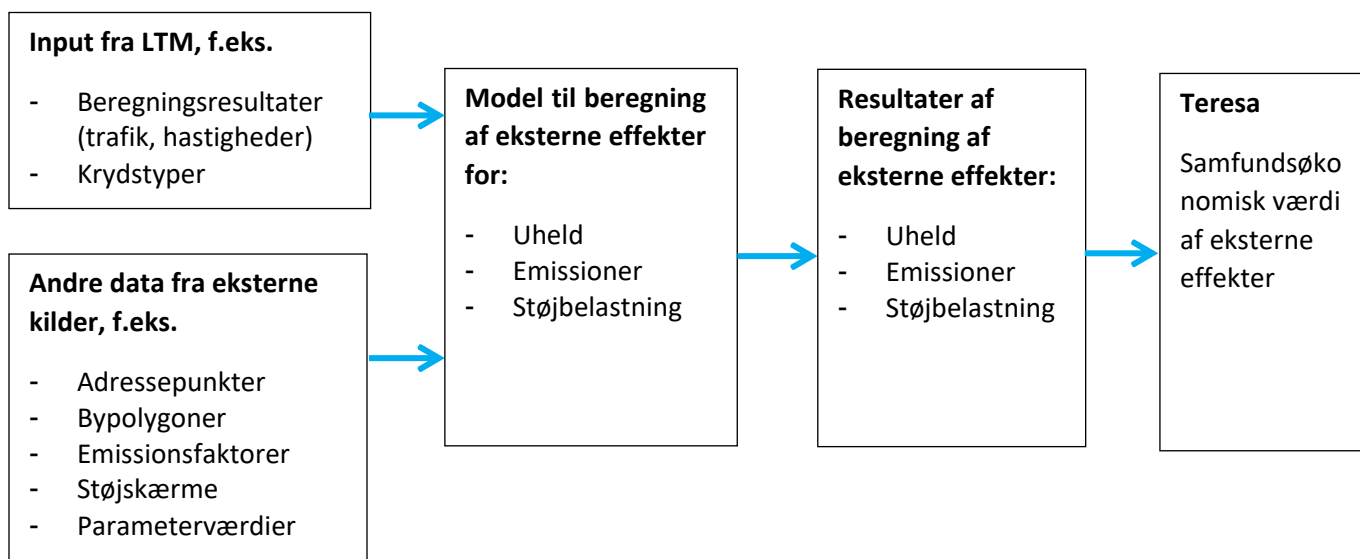 Input fra LTM, f.eks.
- Beregningsresultater
(trafik, hastigheder)
- Krydstyper
Andre data fra eksterne
kilder, f.eks.
- Adressepunkter
- Bypolygoner
- Emissionsfaktorer
- Støjskærme
- Parameterværdier
Model til beregning
af eksterne effekter
for:
- Uheld
- Emissioner
- Støjbelastning
Resultater af
beregning af
eksterne effekter:
- Uheld
- Emissioner
- Støjbelastning
Teresa
Samfundsøko
nomisk værdi
af eksterne
effekter